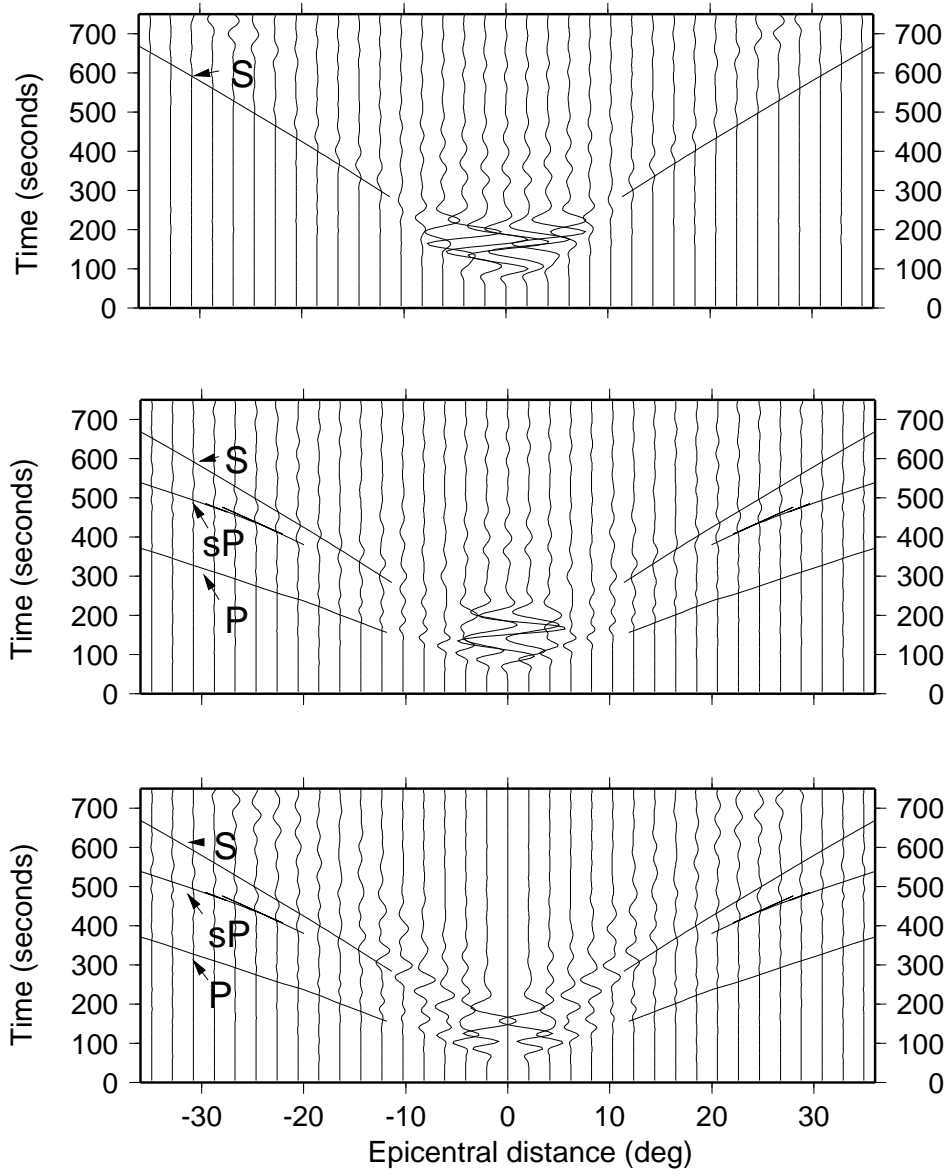 700 700
600 S 600
500 500
400 400
300 300
200 200
100 100
0 0
Time (seconds)
700 700
600 S 600
500 500
400 sP 400
300 300
200 P 200
100 100
0 0
Time (seconds)
700 700
600 S 600
500 500
400 sP 400
300 300
200 P 200
100 100
0 0
Time (seconds)
-30 -20 -10 0 10 20 30
Epicentral distance (deg)